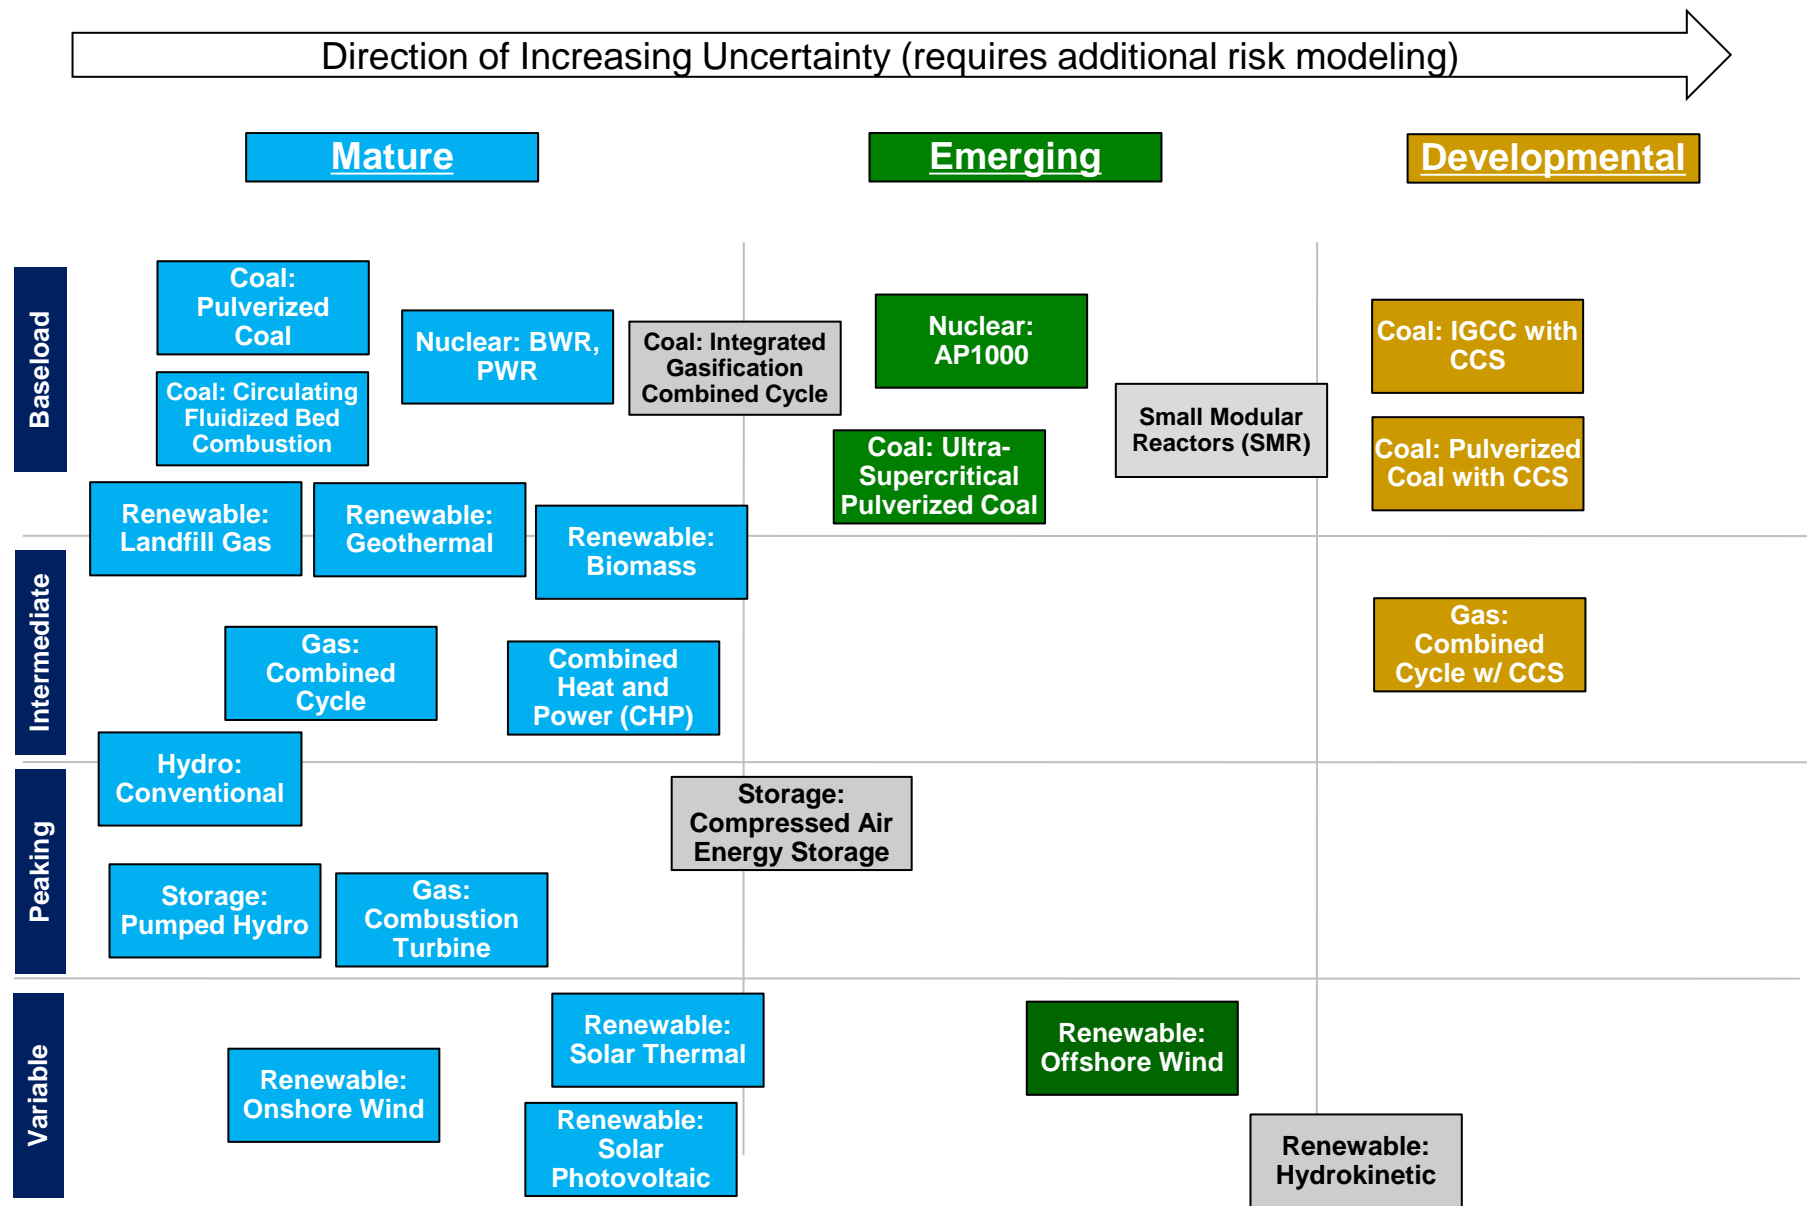 Direction of Increasing Uncertainty (requires additional risk modeling)
Mature
Emerging
Developmental
Baseload
Coal:
Pulverized
Coal
Nuclear: BWR,
PWR
Coal: Integrated
Gasification
Combined Cycle
Nuclear:
AP1000
Coal: IGCC with
CCS
Coal: Circulating
Fluidized Bed
Combustion
Small Modular
Reactors (SMR)
Coal: Ultra-
Supercritical
Pulverized Coal
Coal: Pulverized
Coal with CCS
Renewable:
Landfill Gas
Renewable:
Geothermal
Renewable:
Biomass
Intermediate
Gas:
Combined
Cycle
Combined
Heat and
Power (CHP)
Gas:
Combined
Cycle w/ CCS
Hydro:
Conventional
Peaking
Storage:
Compressed Air
Energy Storage
Storage:
Pumped Hydro
Gas:
Combustion
Turbine
Variable
Renewable:
Solar Thermal
Renewable:
Offshore Wind
Renewable:
Onshore Wind
Renewable:
Solar
Photovoltaic
Renewable:
Hydrokinetic